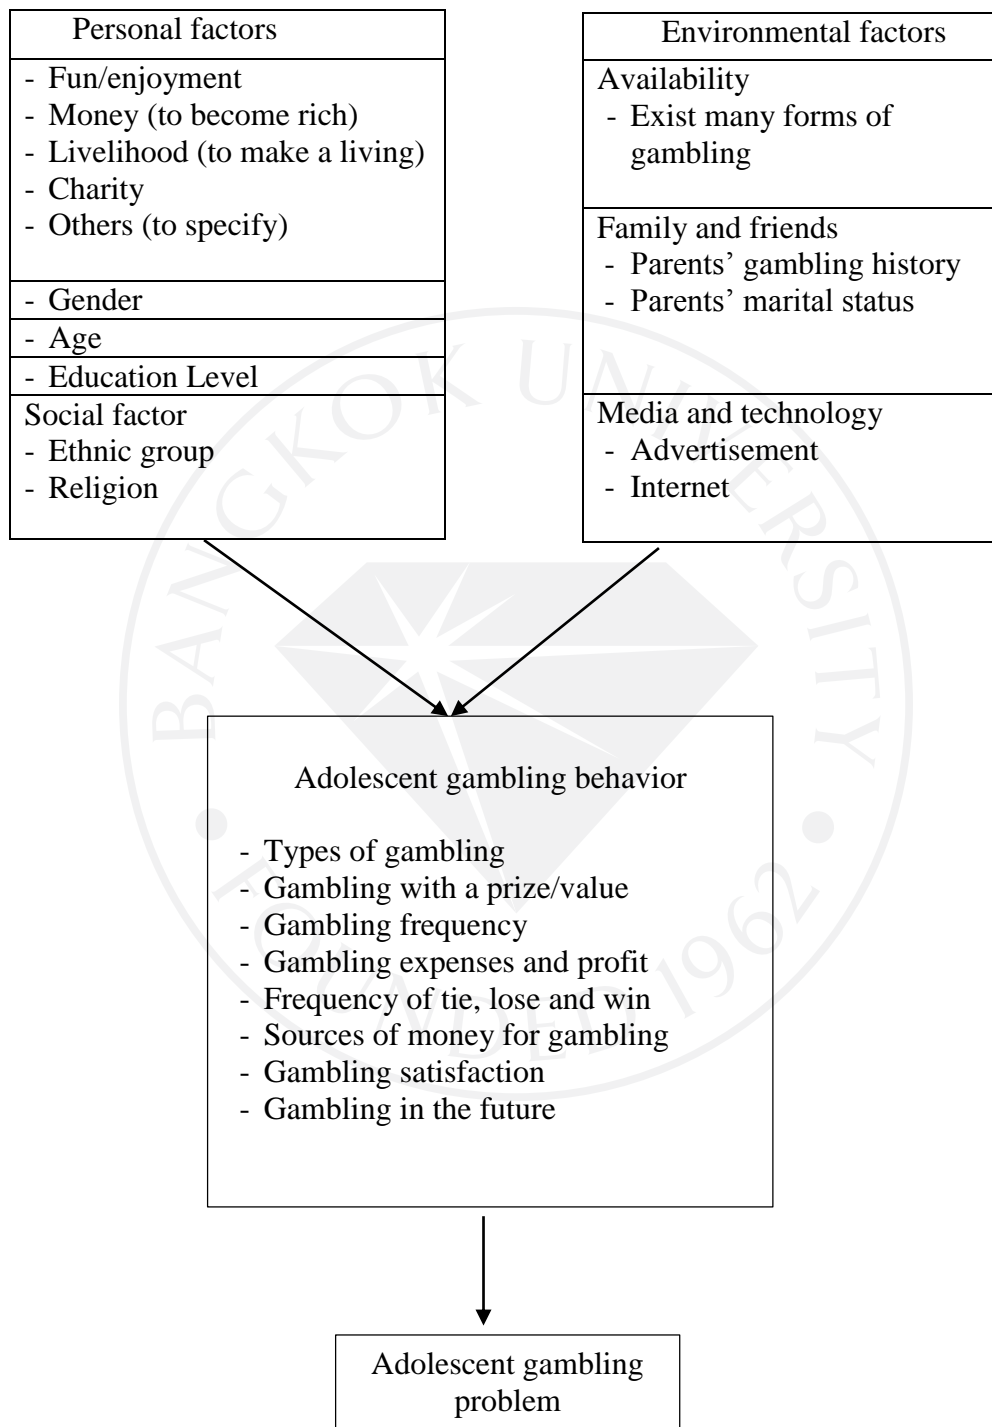 Personal factors
- Fun/enjoyment
- Money (to become rich)
- Livelihood (to make a living)
- Charity
- Others (to specify)
- Gender
- Age
- Education Level
Social factor
- Ethnic group
- Religion
Environmental factors
Availability
- Exist many forms of
gambling
Family and friends
- Parents’ gambling history
- Parents’ marital status
Media and technology
- Advertisement
- Internet
Adolescent gambling behavior
- Types of gambling
- Gambling with a prize/value
- Gambling frequency
- Gambling expenses and profit
- Frequency of tie, lose and win
- Sources of money for gambling
- Gambling satisfaction
- Gambling in the future
Adolescent gambling
problem
BANGKOK UNIVERSITY
• FOUNDED 1962 •